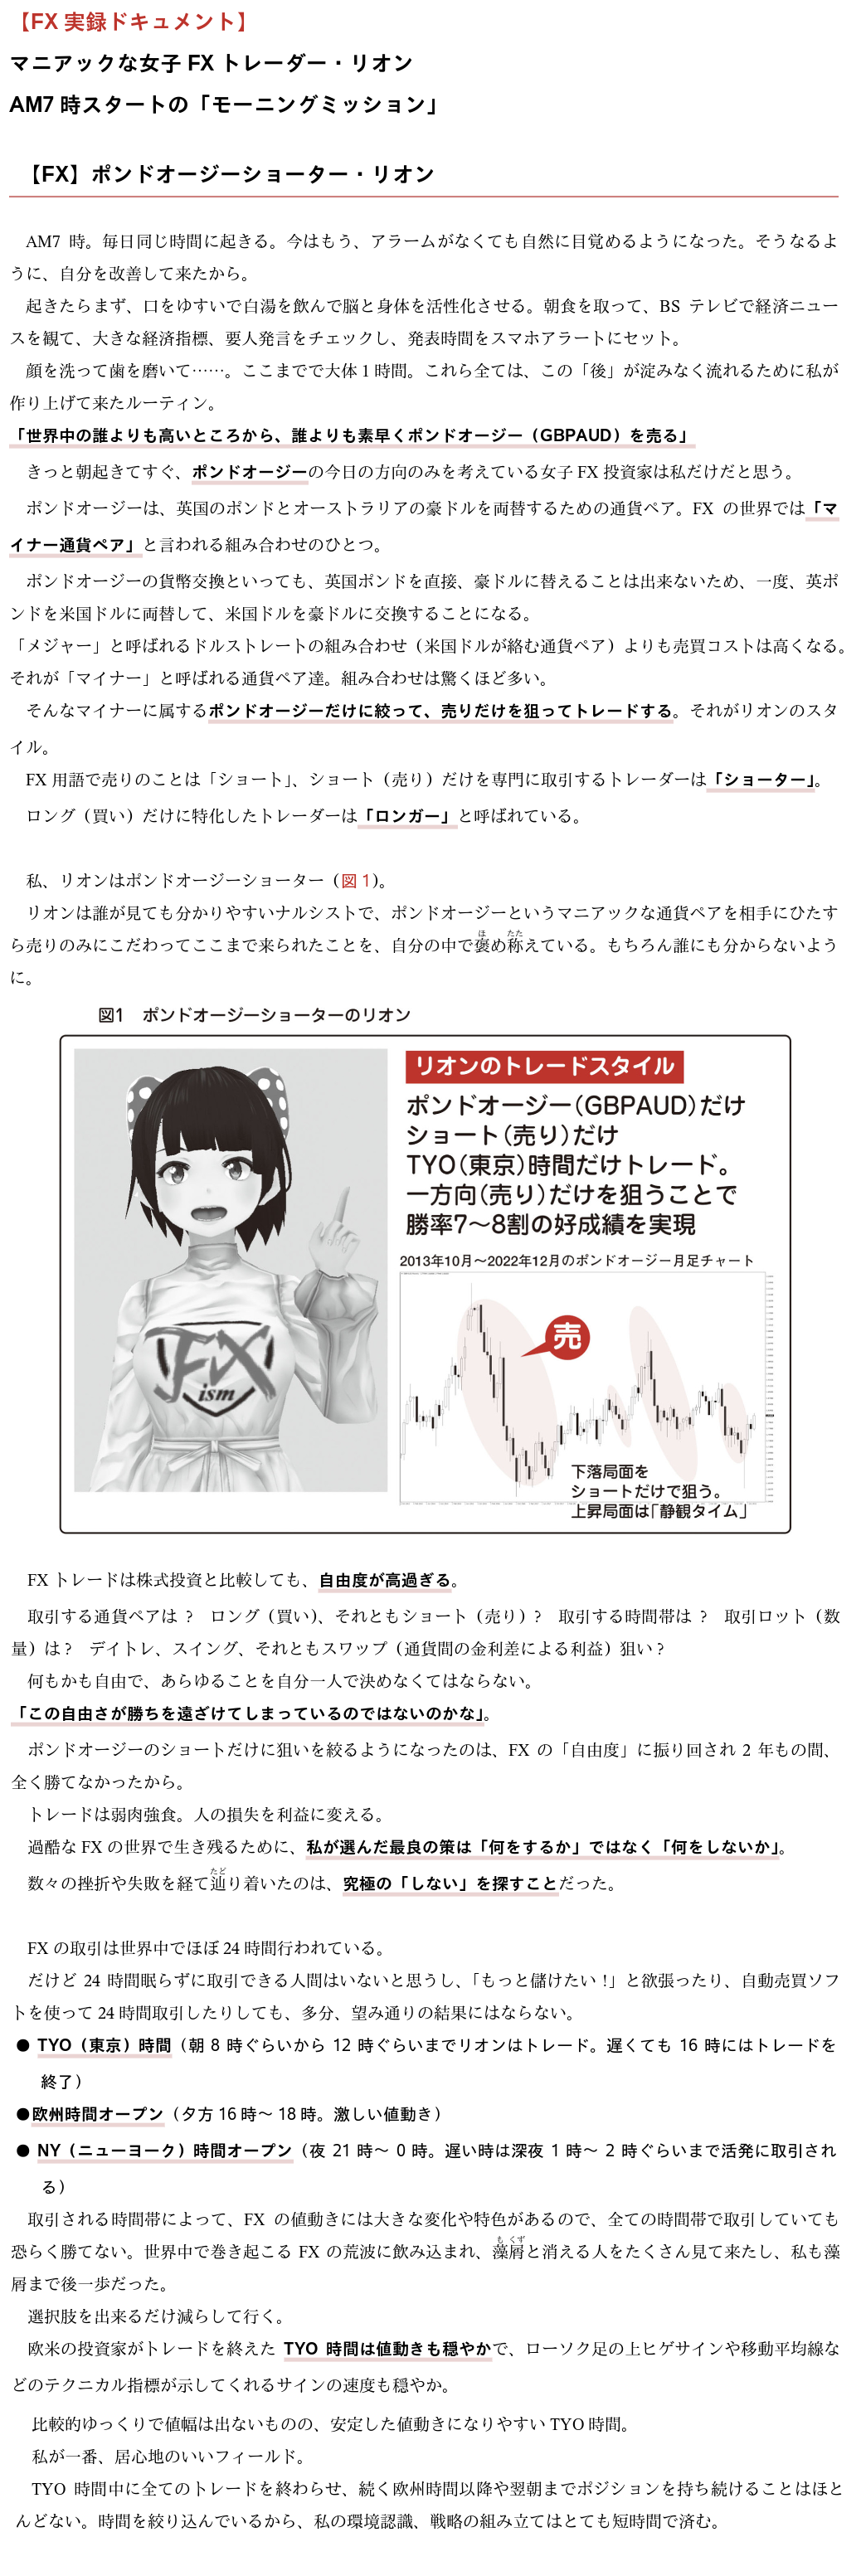 【FX 実録ドキュメント】
マニアックな女子 FX トレーダー・リオン
AM7 時スタートの「モーニングミッション」
【FX】ポンドオージーショーター・リオン
AM7 時。毎日同じ時間に起きる。今はもう、アラームがなくても自然に目覚めるようになった。そうなるよ
うに、自分を改善して来たから。
起きたらまず、口をゆすいで白湯を飲んで脳と身体を活性化させる。朝食を取って、BS テレビで経済ニュー
スを観て、大きな経済指標、要人発言をチェックし、発表時間をスマホアラートにセット。
顔を洗って歯を磨いて……。ここまでで大体 1 時間。これら全ては、この「後」が淀みなく流れるために私が
作り上げて来たルーティン。
「世界中の誰よりも高いところから、誰よりも素早くポンドオージー（GBPAUD）を売る」
きっと朝起きてすぐ、ポンドオージーの今日の方向のみを考えている女子 FX 投資家は私だけだと思う。
ポンドオージーは、英国のポンドとオーストラリアの豪ドルを両替するための通貨ペア。FX の世界では「マ
イナー通貨ペア」と言われる組み合わせのひとつ。
ポンドオージーの貨幣交換といっても、英国ポンドを直接、豪ドルに替えることは出来ないため、一度、英ポ
ンドを米国ドルに両替して、米国ドルを豪ドルに交換することになる。
「メジャー」と呼ばれるドルストレートの組み合わせ（米国ドルが絡む通貨ペア）よりも売買コストは高くなる。
それが「マイナー」と呼ばれる通貨ペア達。組み合わせは驚くほど多い。
そんなマイナーに属するポンドオージーだけに絞って、売りだけを狙ってトレードする。それがリオンのスタ
イル。
FX 用語で売りのことは「ショート」、ショート（売り）だけを専門に取引するトレーダーは「ショーター」。
ロング（買い）だけに特化したトレーダーは「ロンガー」と呼ばれている。
私、リオンはポンドオージーショーター（図 1）。
リオンは誰が見ても分かりやすいナルシストで、ポンドオージーというマニアックな通貨ペアを相手にひたす
ら売りのみにこだわってここまで来られたことを、自分の中で褒め称えている。もちろん誰にも分からないよう
に。
図1　ポンドオージーショーターのリオン
リオンのトレードスタイル
ポンドオージー（GBPAUD）だけ
ショート（売り）だけ
TYO（東京）時間だけトレード。
一方向（売り）だけを狙うことで
勝率7〜8割の好成績を実現
2013年10月〜2022年12月のポンドオージー月足チャート
売
FX
ism
下落局面を
ショートだけで狙う。
上昇局面は「静観タイム」
FX トレードは株式投資と比較しても、自由度が高過ぎる。
取引する通貨ペアは ？　ロング（買い）、それともショート（売り）？　取引する時間帯は ？　取引ロット（数
量）は？　デイトレ、スイング、それともスワップ（通貨間の金利差による利益）狙い？
何もかも自由で、あらゆることを自分一人で決めなくてはならない。
「この自由さが勝ちを遠ざけてしまっているのではないのかな」。
ポンドオージーのショートだけに狙いを絞るようになったのは、FX の「自由度」に振り回され 2 年もの間、
全く勝てなかったから。
トレードは弱肉強食。人の損失を利益に変える。
過酷な FX の世界で生き残るために、私が選んだ最良の策は「何をするか」ではなく「何をしないか」。
数々の挫折や失敗を経て辿り着いたのは、究極の「しない」を探すことだった。
FX の取引は世界中でほぼ 24 時間行われている。
だけど 24 時間眠らずに取引できる人間はいないと思うし、「もっと儲けたい！」と欲張ったり、自動売買ソフ
トを使って 24 時間取引したりしても、多分、望み通りの結果にはならない。
● TYO（東京）時間（朝 8 時ぐらいから 12 時ぐらいまでリオンはトレード。遅くても 16 時にはトレードを
終了）
●欧州時間オープン（夕方 16 時〜 18 時。激しい値動き）
● NY（ニューヨーク）時間オープン（夜 21 時〜 0 時。遅い時は深夜 1 時〜 2 時ぐらいまで活発に取引され
る）
取引される時間帯によって、FX の値動きには大きな変化や特色があるので、全ての時間帯で取引していても
恐らく勝てない。世界中で巻き起こる FX の荒波に飲み込まれ、藻屑と消える人をたくさん見て来たし、私も藻
屑まで後一歩だった。
選択肢を出来るだけ減らして行く。
欧米の投資家がトレードを終えた TYO 時間は値動きも穏やかで、ローソク足の上ヒゲサインや移動平均線な
どのテクニカル指標が示してくれるサインの速度も穏やか。
比較的ゆっくりで値幅は出ないものの、安定した値動きになりやすい TYO 時間。
私が一番、居心地のいいフィールド。
TYO 時間中に全てのトレードを終わらせ、続く欧州時間以降や翌朝までポジションを持ち続けることはほと
んどない。時間を絞り込んでいるから、私の環境認識、戦略の組み立てはとても短時間で済む。